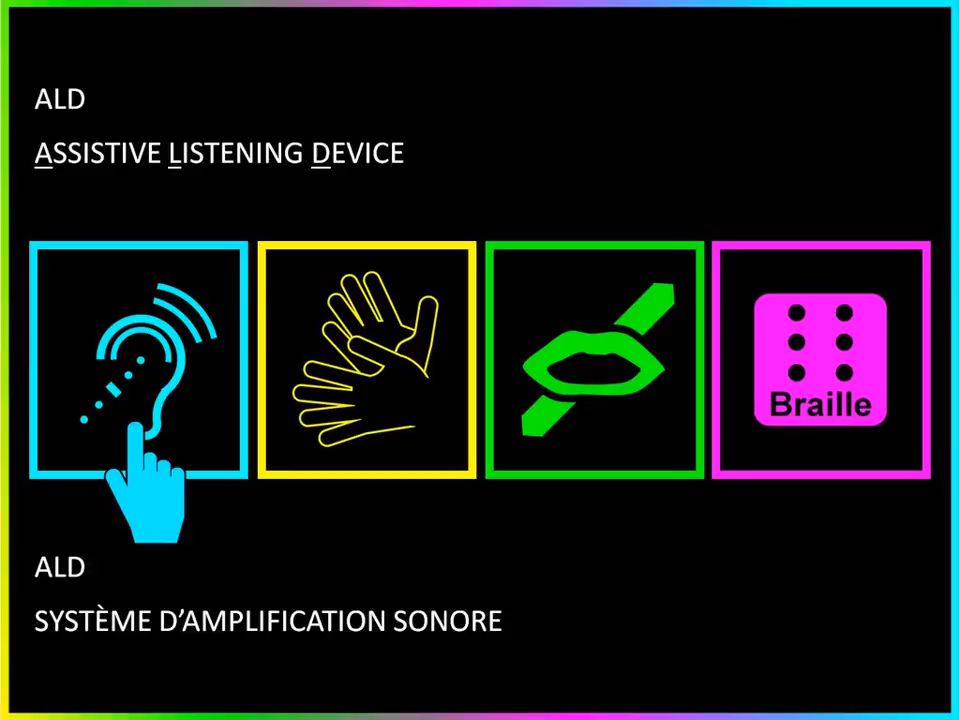 ALD
ASSISTIVE LISTENING DEVICE
Braille
ALD
SYSTÈME D’AMPLIFICATION SONORE